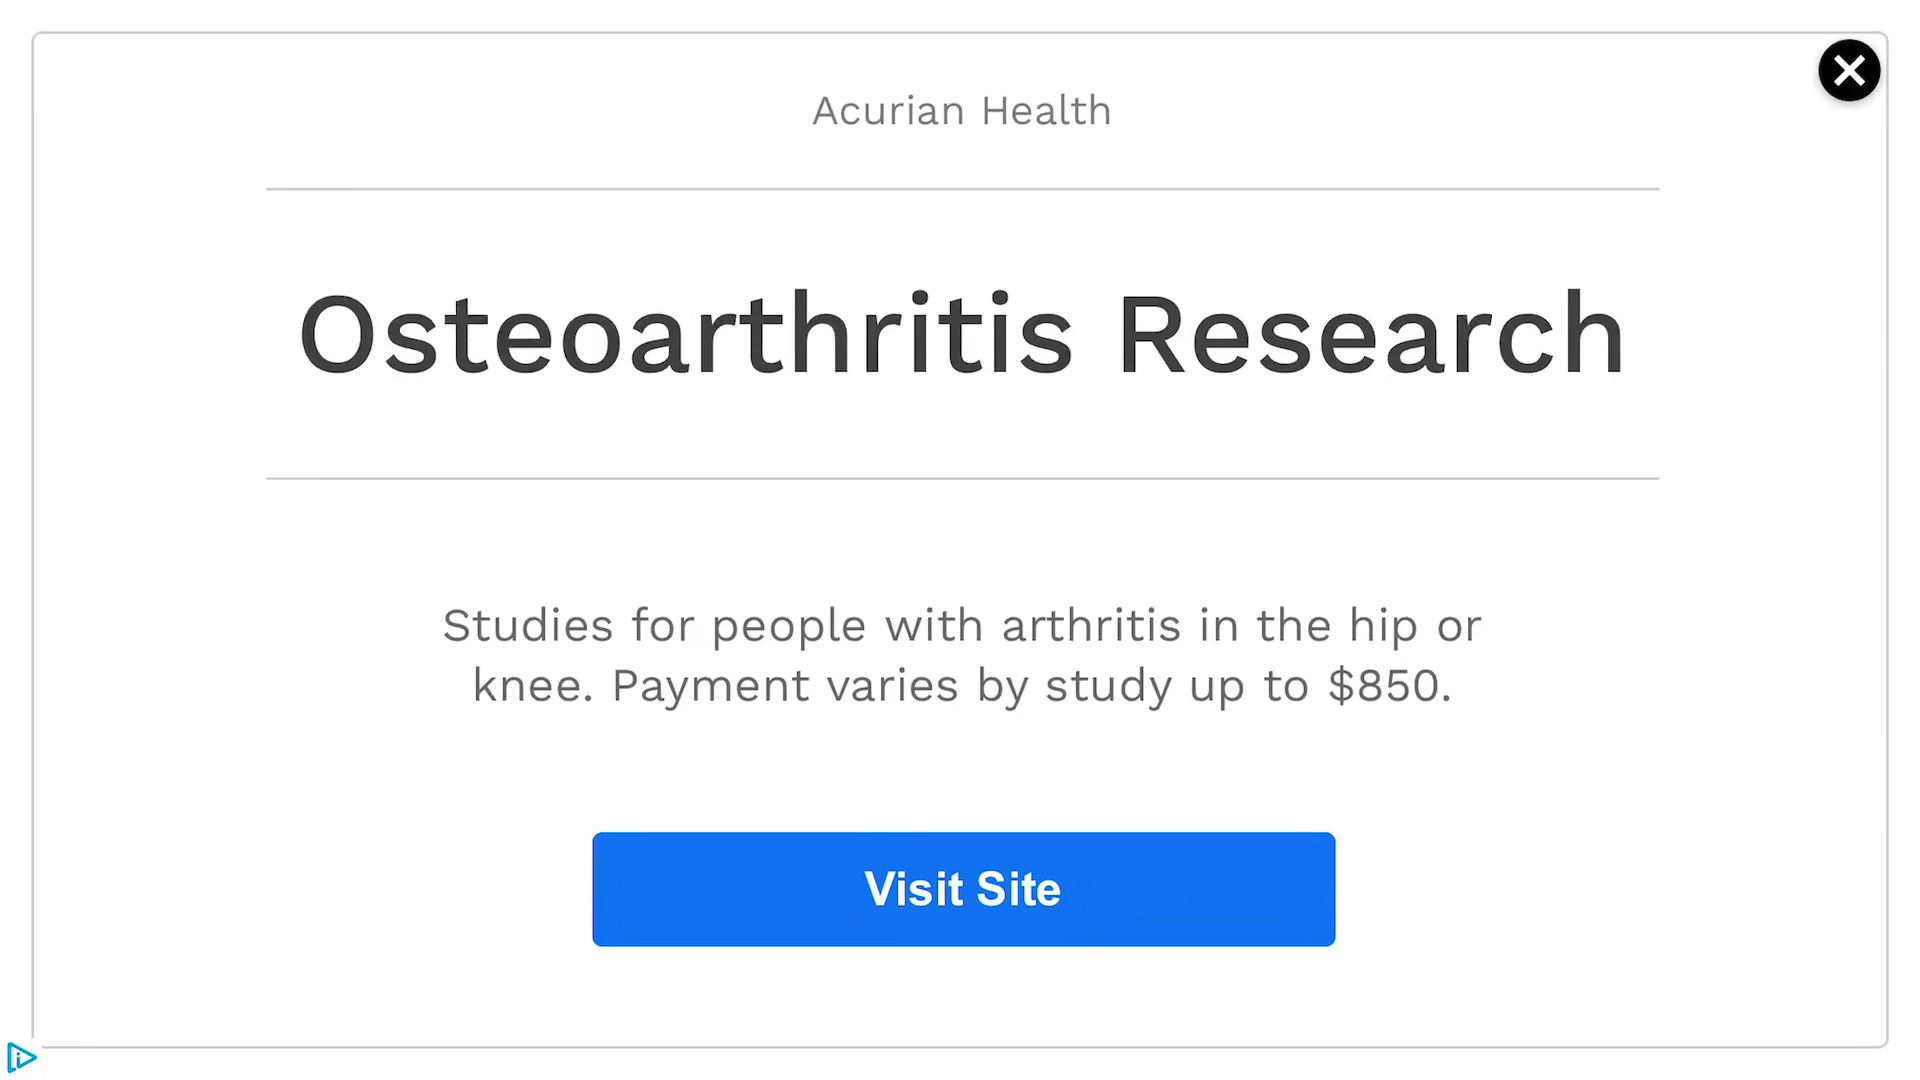 Acurian Health
Osteoarthritis Research
Studies for people with arthritis in the hip or
knee. Payment varies by study up to $850.
Visit Site